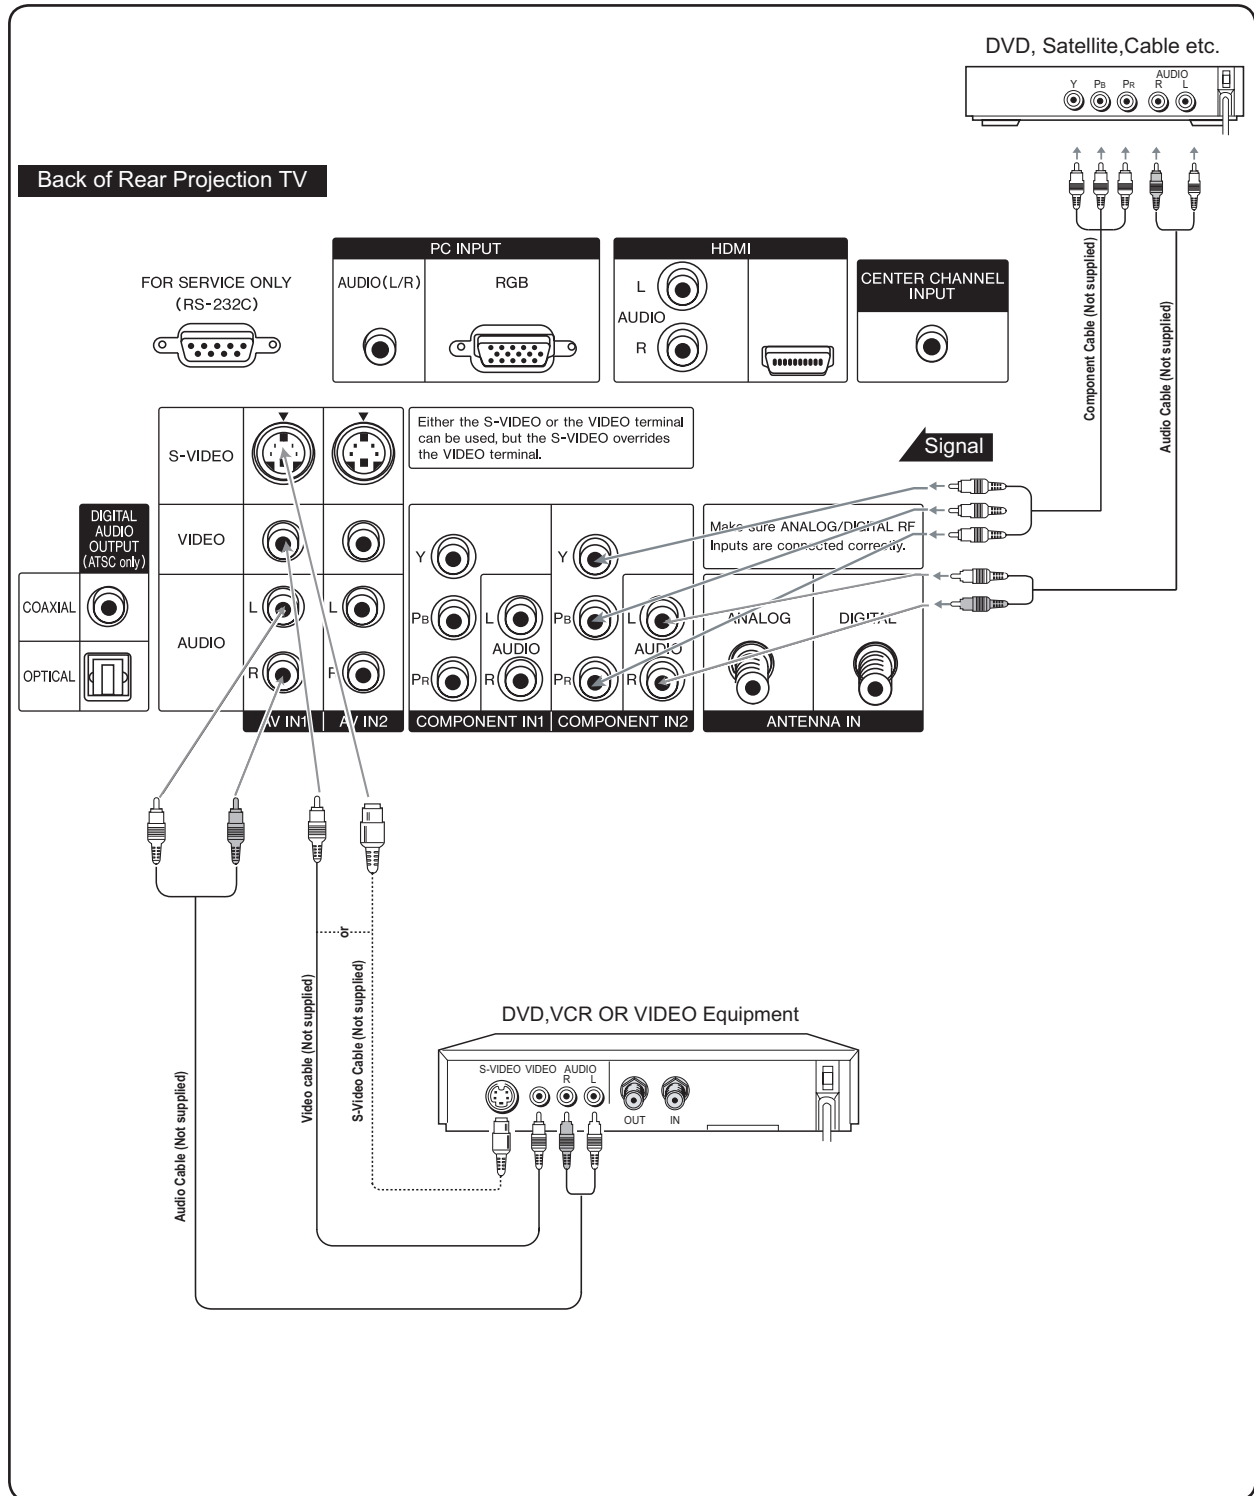 DVD, Satellite,Cable etc.
AUDIO
Y PB PR R L
Back of Rear Projection TV
PC INPUT
HDMI
FOR SERVICE ONLY
(RS-232C)
AUDIO(L/R)
RGB
L
AUDIO
R
CENTER CHANNEL
INPUT
Component Cable (Not supplied)
Audio Cable (Not supplied)
S-VIDEO
Either the S-VIDEO or the VIDEO terminal
can be used, but the S-VIDEO overrides
the VIDEO terminal.
Signal
DIGITAL
AUDIO
OUTPUT
(ATSC only)
VIDEO
Y
Y
Make sure ANALOG/DIGITAL RF
Inputs are connected correctly.
COAXIAL
L
L
PB
L
PB
L
ANALOG
DIGITAL
AUDIO
AUDIO
AUDIO
OPTICAL
R
R
PR
R
PR
R
AV IN1
AV IN2
COMPONENT IN1
COMPONENT IN2
ANTENNA IN
or
Audio Cable (Not supplied)
Video cable (Not supplied)
S-Video Cable (Not supplied)
DVD,VCR OR VIDEO Equipment
S-VIDEO VIDEO AUDIO
R L
OUT IN